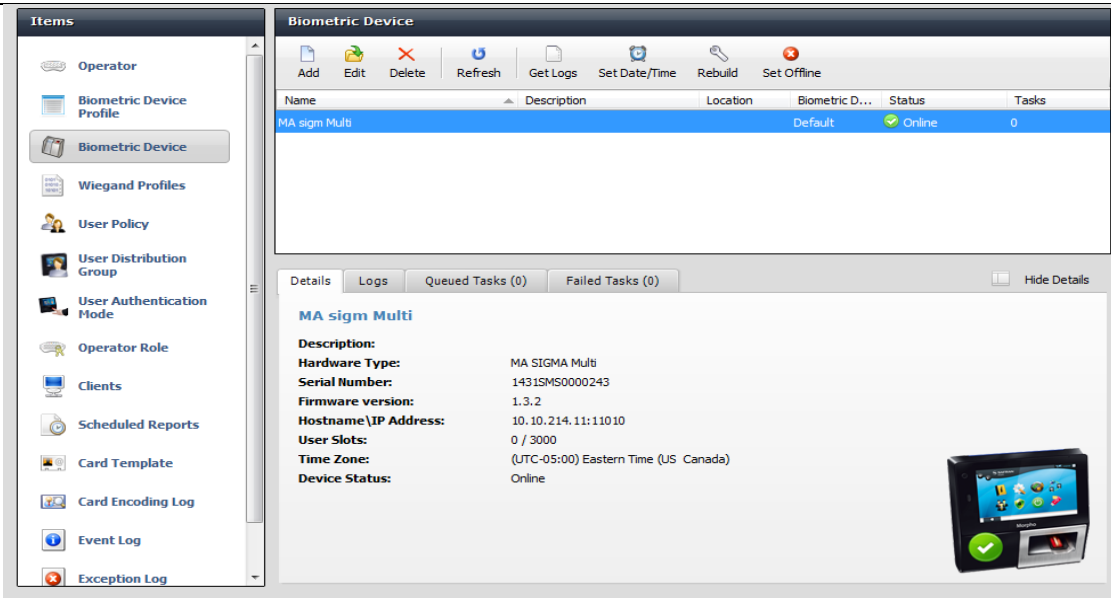 Items
Operator
Biometric Device
Profile
Biometric Device
Wiegand Profiles
User Policy
User Distribution
Group
User Authentication
Mode
Operator Role
Clients
Scheduled Reports
Card Template
Card Encoding Log
Event Log
Exception Log
Biometric Device
Add Edit Delete Refresh Get Logs Set Date/Time Rebuild Set Offline
Name Description Location Biometric D... Status Tasks
MA sigm Multi Default Online 0
Details Logs Queued Tasks (0) Failed Tasks (0) Hide Details
MA sigm Multi
Description:
Hardware Type: MA SIGMA Multi
Serial Number: 1431SMS0000243
Firmware version: 1.3.2
Hostname\IP Address: 10.10.214.11:11010
User Slots: 0 / 3000
Time Zone: (UTC-05:00) Eastern Time (US Canada)
Device Status: Online
Morpho